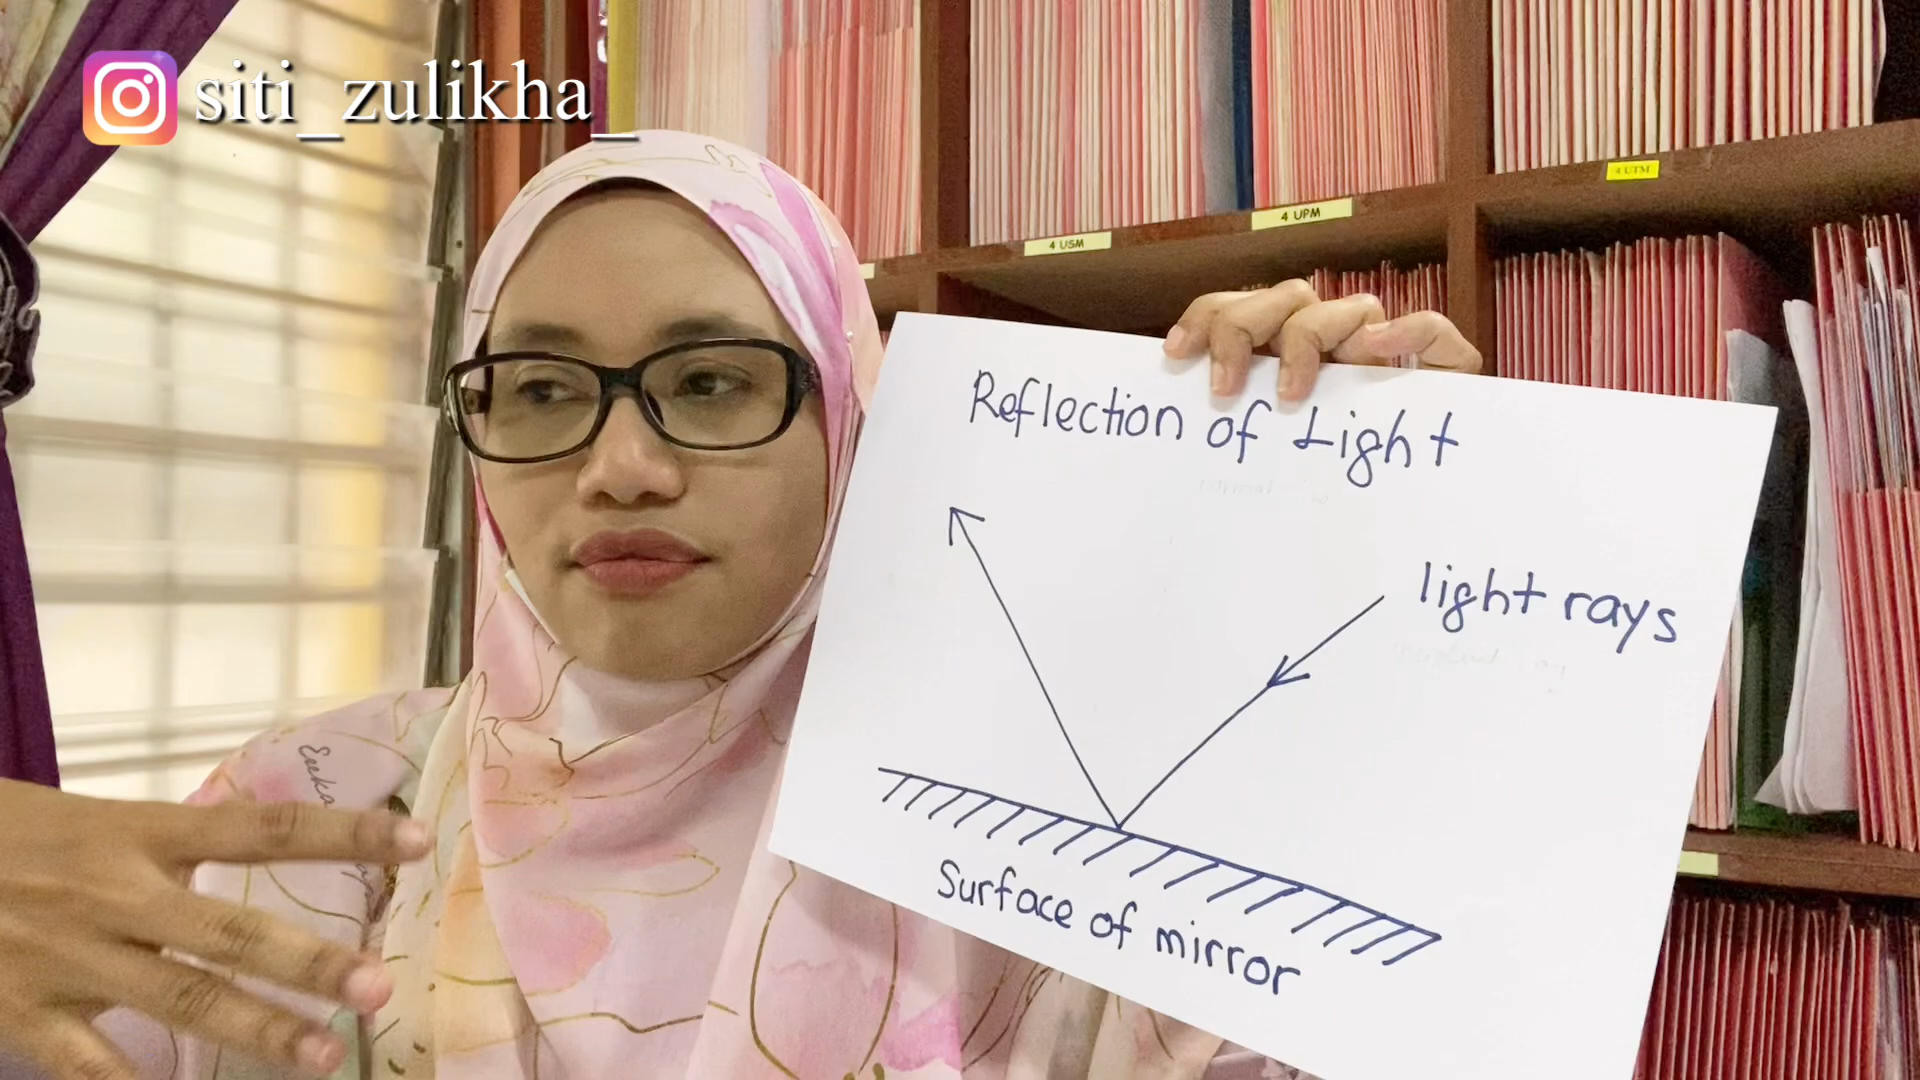 siti_zulikha_
4 UTM
4 UPM
4 USM
Reflection of Light
light rays
Surface of mirror